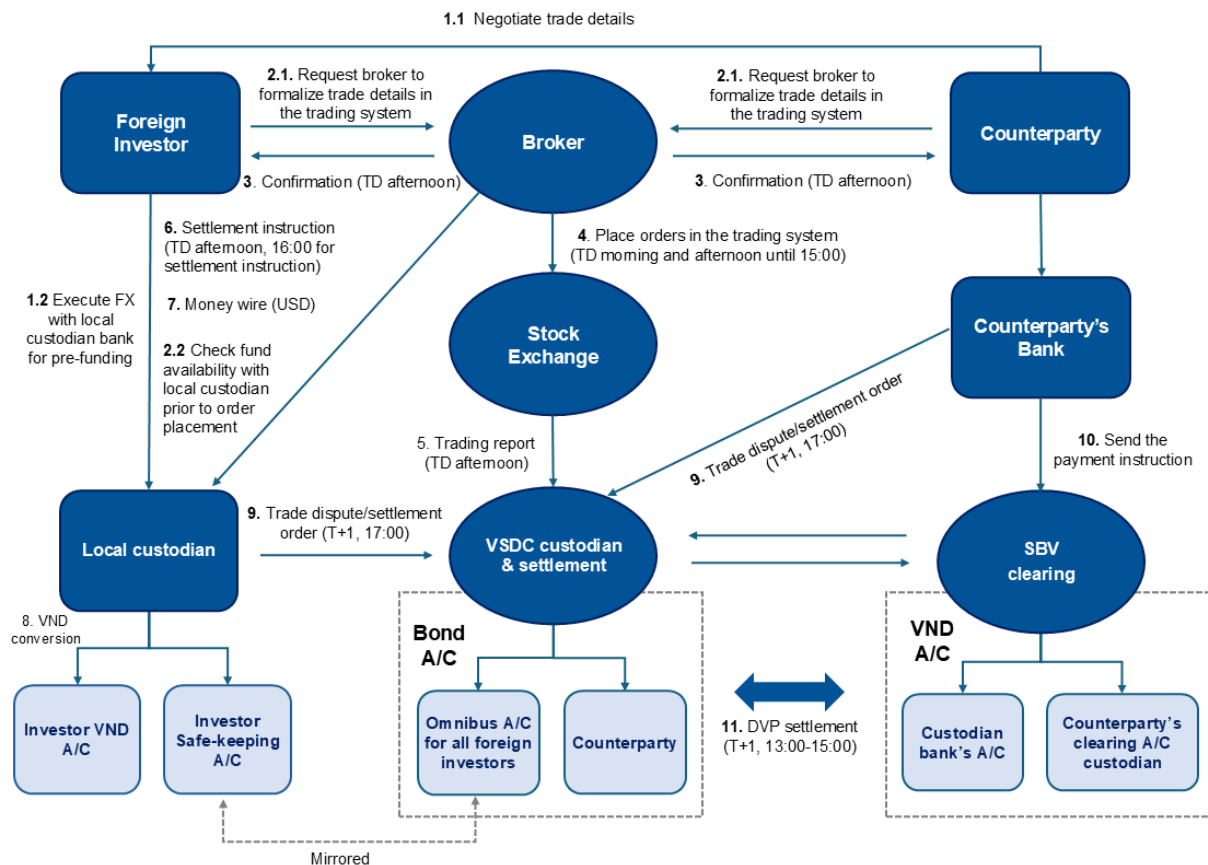 1.1 Negotiate trade details
Foreign
Investor
2.1. Request broker to
formalize trade details in
the trading system
Broker
2.1. Request broker to
formalize trade details in
the trading system
Counterparty
3. Confirmation (TD afternoon)
3. Confirmation (TD afternoon)
6. Settlement instruction
(TD afternoon, 16:00 for
settlement instruction)
4. Place orders in the trading system
(TD morning and afternoon until 15:00)
1.2 Execute FX
with local
custodian bank
for pre-funding
7. Money wire (USD)
2.2 Check fund
availability with
local custodian
prior to order
placement
Stock
Exchange
Counterparty's
Bank
5. Trading report
(TD afternoon)
9. Trade dispute/settlement order
(T+1, 17:00)
10. Send the
payment instruction
Local custodian
9. Trade dispute/settlement
order (T+1, 17:00)
VSDC custodian
& settlement
SBV
clearing
8. VND
conversion
Bond
A/C
VND
A/C
Investor VND
A/C
Investor
Safe-keeping
A/C
Omnibus A/C
for all foreign
investors
Counterparty
11. DVP settlement
(T+1, 13:00-15:00)
Custodian
bank's A/C
Counterparty's
clearing A/C
custodian
Mirrored